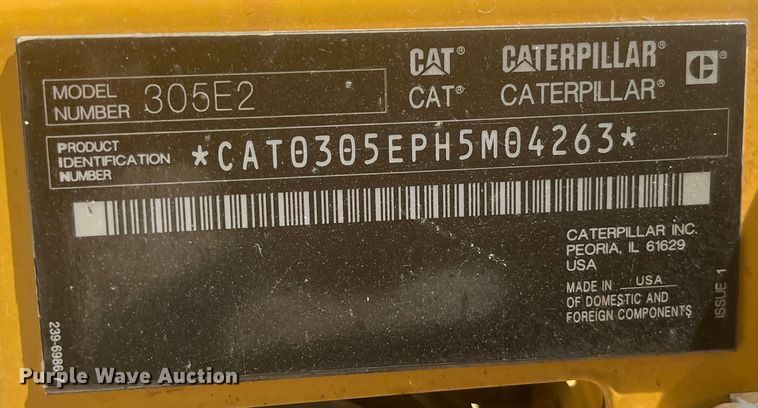 CAT® CATERPILLAR®
CAT® CATERPILLAR®
MODEL NUMBER 305E2
PRODUCT
IDENTIFICATION
NUMBER
*CAT0305EPH5M04263*
CATERPILLAR INC.
PEORIA, IL 61629
USA
MADE IN USA
OF DOMESTIC AND
FOREIGN COMPONENTS
ISSUE 1
Purple Wave Auction